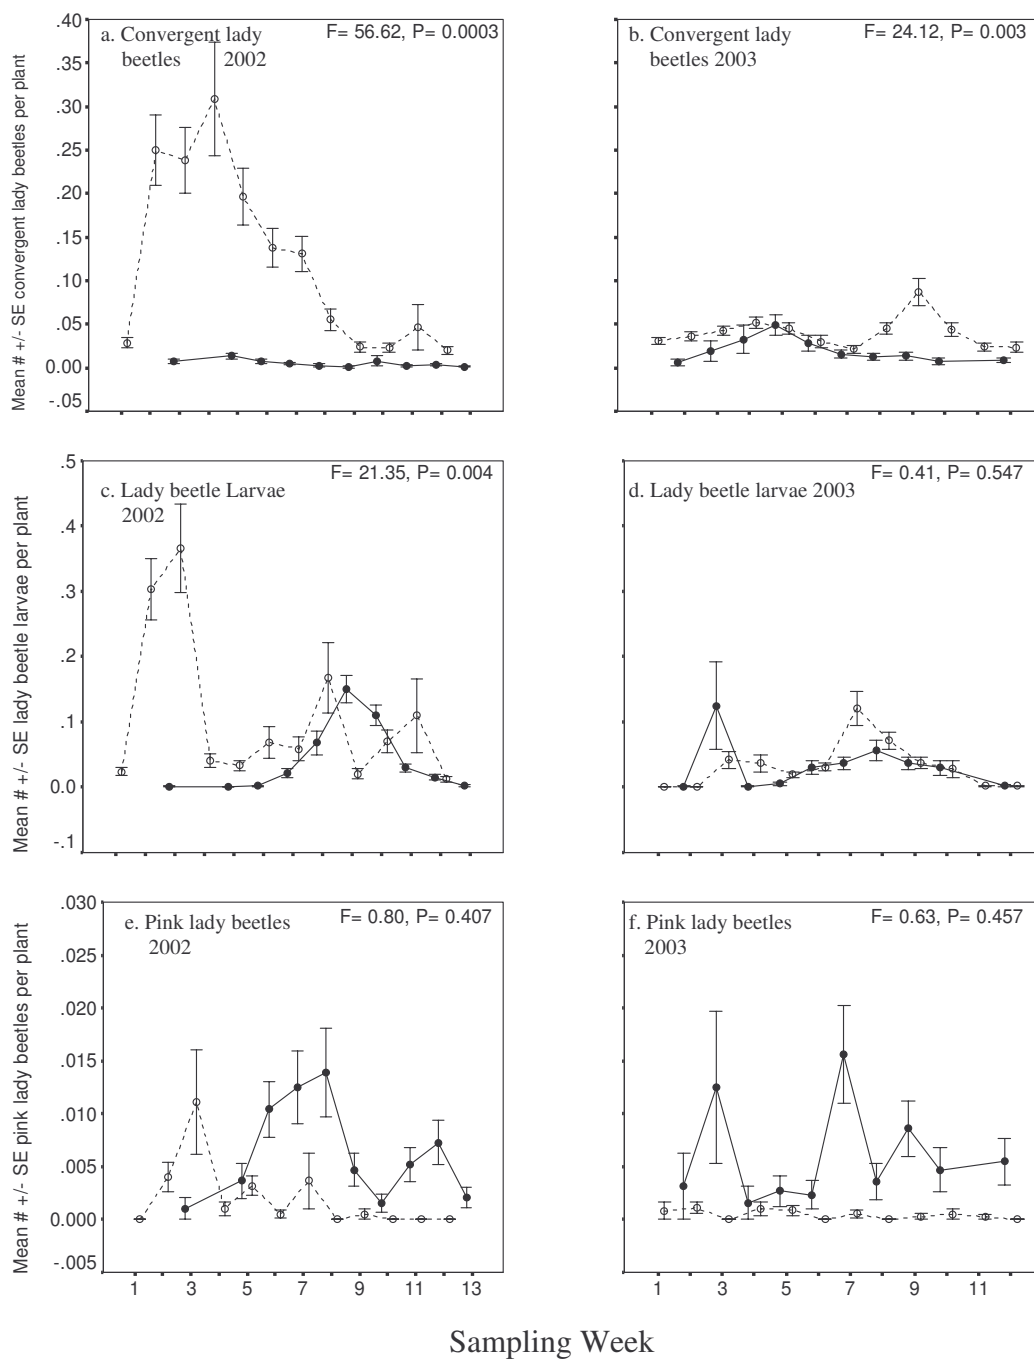 a. Convergent lady
beetles 2002
F= 56.62, P= 0.0003
Mean # +/- SE convergent lady beetles per plant
.40
.35
.30
.25
.20
.15
.10
.05
0.00
-.05
b. Convergent lady
beetles 2003
F= 24.12, P= 0.003
c. Lady beetle Larvae
2002
F= 21.35, P= 0.004
Mean # +/- SE lady beetle larvae per plant
.5
.4
.3
.2
.1
0.0
-.1
d. Lady beetle larvae 2003
F= 0.41, P= 0.547
e. Pink lady beetles
2002
F= 0.80, P= 0.407
Mean # +/- SE pink lady beetles per plant
.030
.025
.020
.015
.010
.005
0.000
-.005
1 3 5 7 9 11 13
f. Pink lady beetles
2003
F= 0.63, P= 0.457
1 3 5 7 9 11
Sampling Week